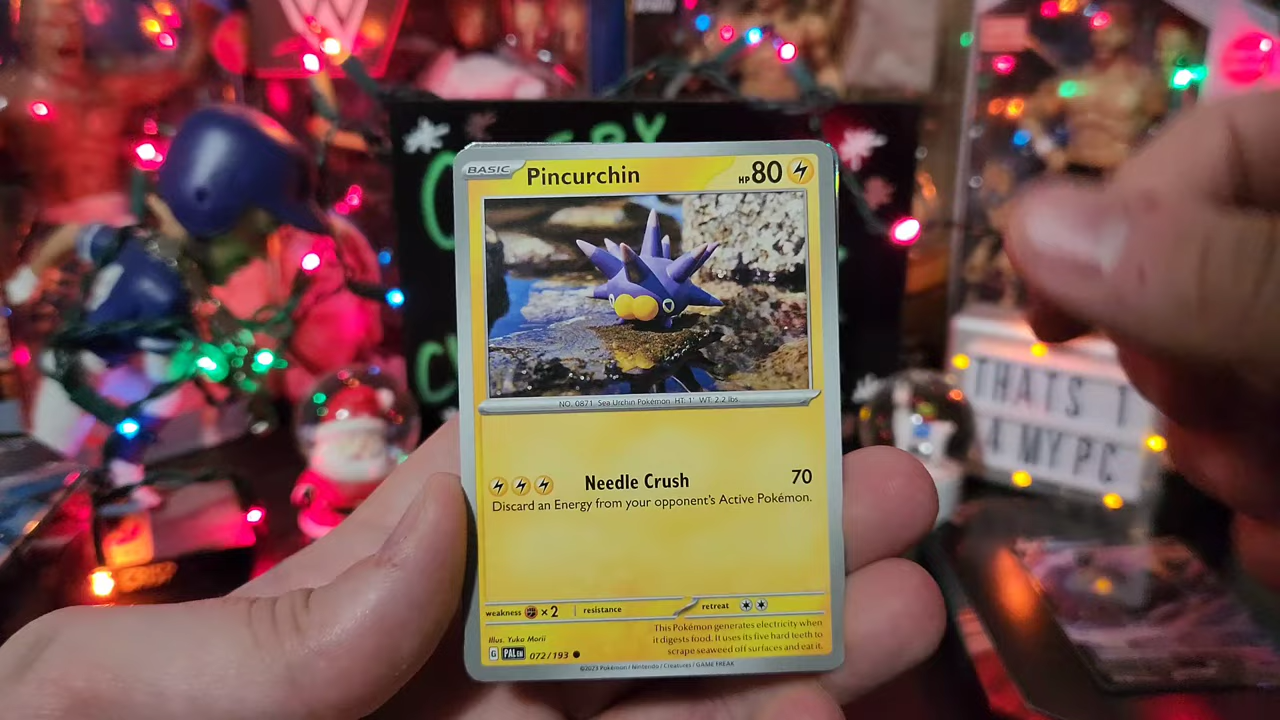 BASIC Pincurchin HP 80
NO. 0871 Sea Urchin Pokémon HT: 1' WT: 2.2 lbs
Needle Crush 70
Discard an Energy from your opponent's Active Pokémon.
weakness ×2 resistance retreat
This Pokémon generates electricity when
it digests food. It uses its five hard teeth to
scrape seaweed off surfaces and eat it.
Illus. Yuka Morii
G PAL EN 072/193
©2023 Pokémon / Nintendo / Creatures / GAME FREAK
THATS T
4 MY PC